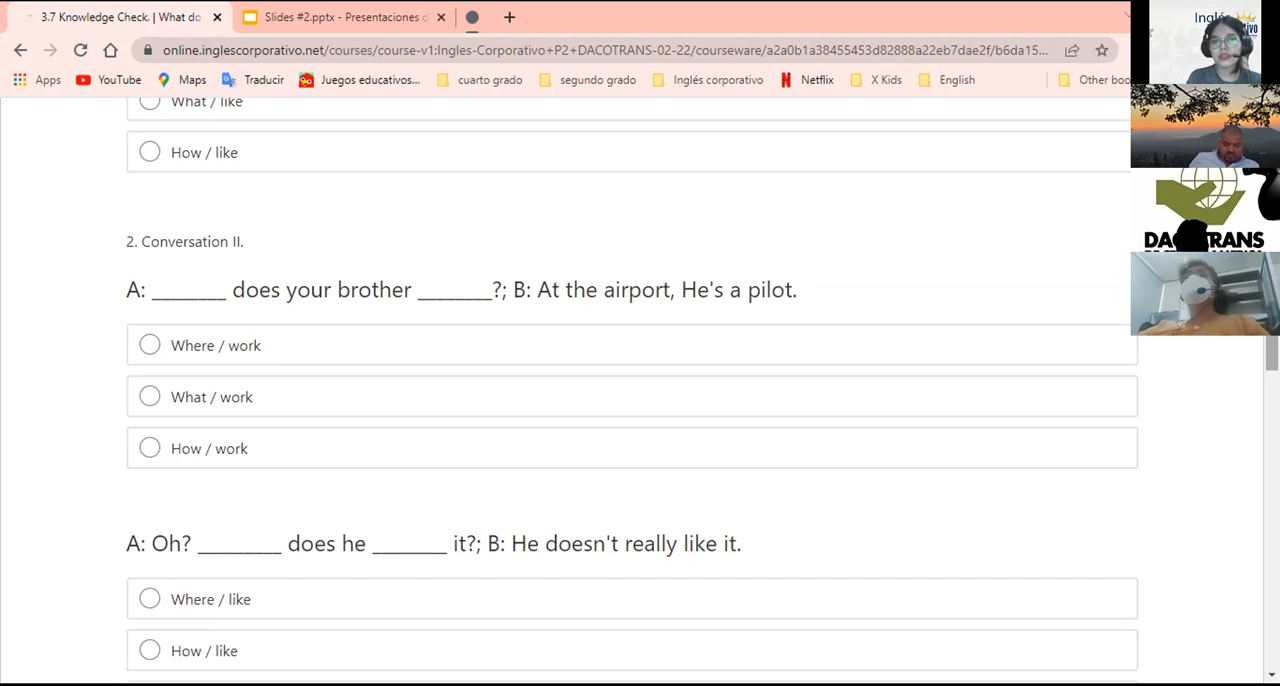 3.7 Knowledge Check. | What do
Slides #2.pptx - Presentaciones d
online.inglescorporativo.net/courses/course-v1:Ingles-Corporativo+P2+DACOTRANS-02-22/courseware/a2a0b1a38455453d82888a22eb7dae2f/b6da15...
Apps YouTube Maps Traducir Juegos educativos... cuarto grado segundo grado Inglés corporativo Netflix X Kids English Other boo
What / like
How / like
2. Conversation II.
A: ________ does your brother ________?; B: At the airport, He's a pilot.
Where / work
What / work
How / work
A: Oh? _________ does he ________ it?; B: He doesn't really like it.
Where / like
How / like